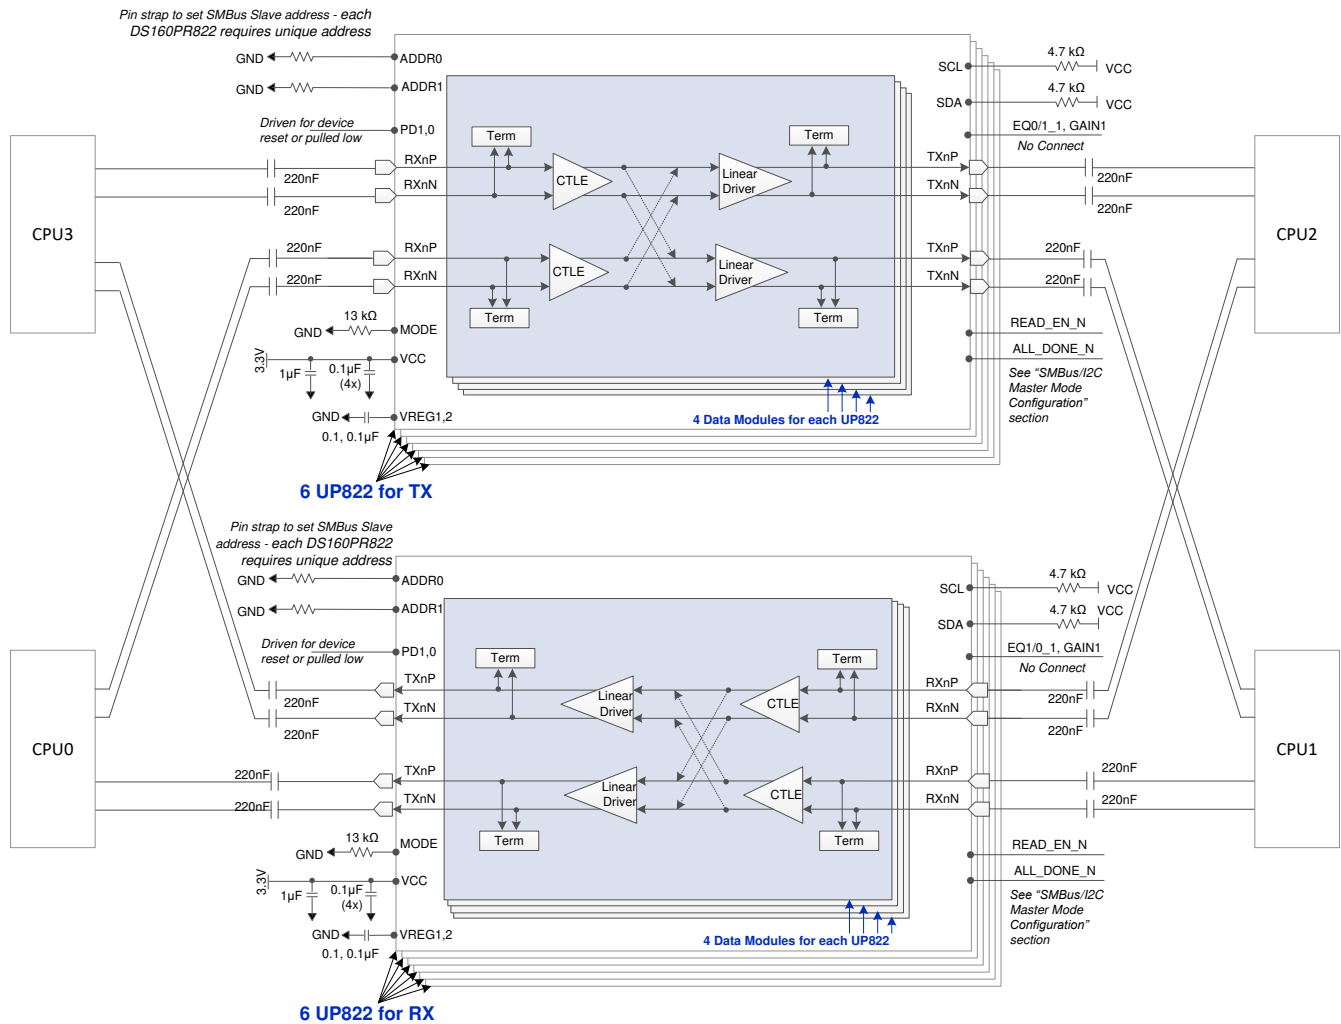 Pin strap to set SMBus Slave address - each
DS160PR822 requires unique address
GND
ADDR0
GND
ADDR1
Driven for device
reset or pulled low
PD1,0
SCL
4.7 kΩ
VCC
SDA
4.7 kΩ
VCC
EQ0/1_1, GAIN1
No Connect
CPU3
220nF
220nF
220nF
220nF
RXnP
RXnN
RXnP
RXnN
Term
CTLE
Linear
Driver
Term
CTLE
Linear
Driver
Term
Term
TXnP
TXnN
TXnP
TXnN
220nF
220nF
220nF
220nF
CPU2
GND
13 kΩ
MODE
3.3V
VCC
1µF
0.1µF
(4x)
GND
VREG1,2
0.1, 0.1µF
READ_EN_N
ALL_DONE_N
See “SMBus/I2C
Master Mode
Configuration”
section
4 Data Modules for each UP822
6 UP822 for TX
Pin strap to set SMBus Slave
address - each DS160PR822
requires unique address
GND
ADDR0
GND
ADDR1
Driven for device
reset or pulled low
PD1,0
SCL
4.7 kΩ
VCC
SDA
4.7 kΩ
VCC
EQ1/0_1, GAIN1
No Connect
CPU0
220nF
220nF
220nF
220nF
TXnP
TXnN
TXnP
TXnN
Term
Linear
Driver
CTLE
Term
Linear
Driver
CTLE
Term
Term
RXnP
RXnN
RXnP
RXnN
220nF
220nF
220nF
220nF
CPU1
GND
13 kΩ
MODE
3.3V
VCC
1µF
0.1µF
(4x)
GND
VREG1,2
0.1, 0.1µF
READ_EN_N
ALL_DONE_N
See “SMBus/I2C
Master Mode
Configuration”
section
4 Data Modules for each UP822
6 UP822 for RX